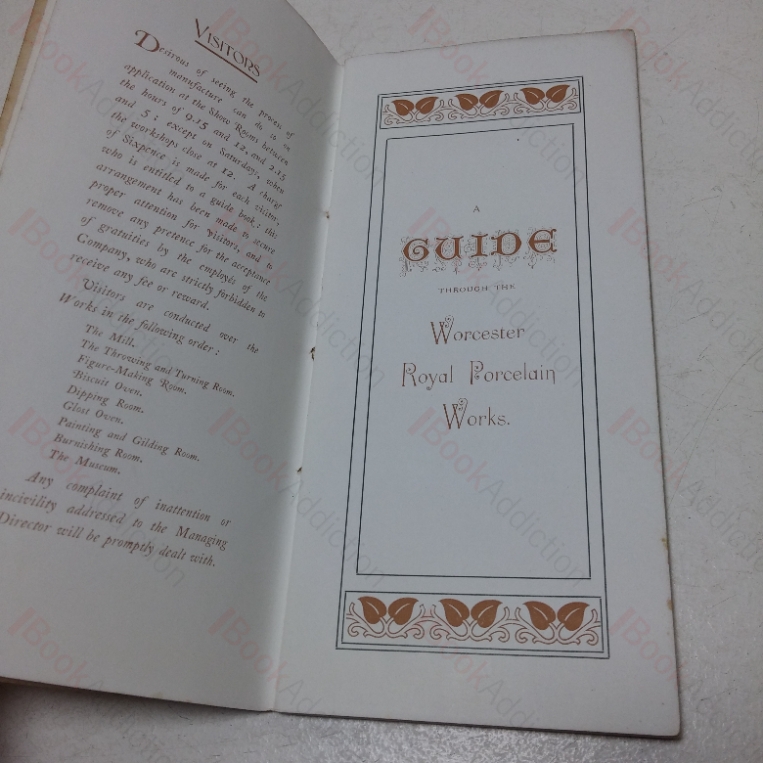 VISITORS
Desirous of seeing the process of
manufacture can do so on
application at the Show Rooms between
the hours of 9.15 and 12, and 2.15
and 5: except on Saturdays, when
the workshops close at 12. A charge
of Sixpence is made for each visitor,
who is entitled to a guide book: this
arrangement has been made to secure
proper attention for visitors, and to
remove any pretence for the acceptance
of gratuities by the employés of the
Company, who are strictly forbidden to
receive any fee or reward.
Visitors are conducted over the
Works in the following order:
The Mill.
The Throwing and Turning Room.
Figure-Making Room.
Biscuit Oven.
Dipping Room.
Glost Oven.
Painting and Gilding Room.
Burnishing Room.
The Museum.
Any complaint of inattention or
incivility addressed to the Managing
Director will be promptly dealt with.
A
GUIDE
THROUGH THE
Worcester
Royal Porcelain
Works.
BookAddiction